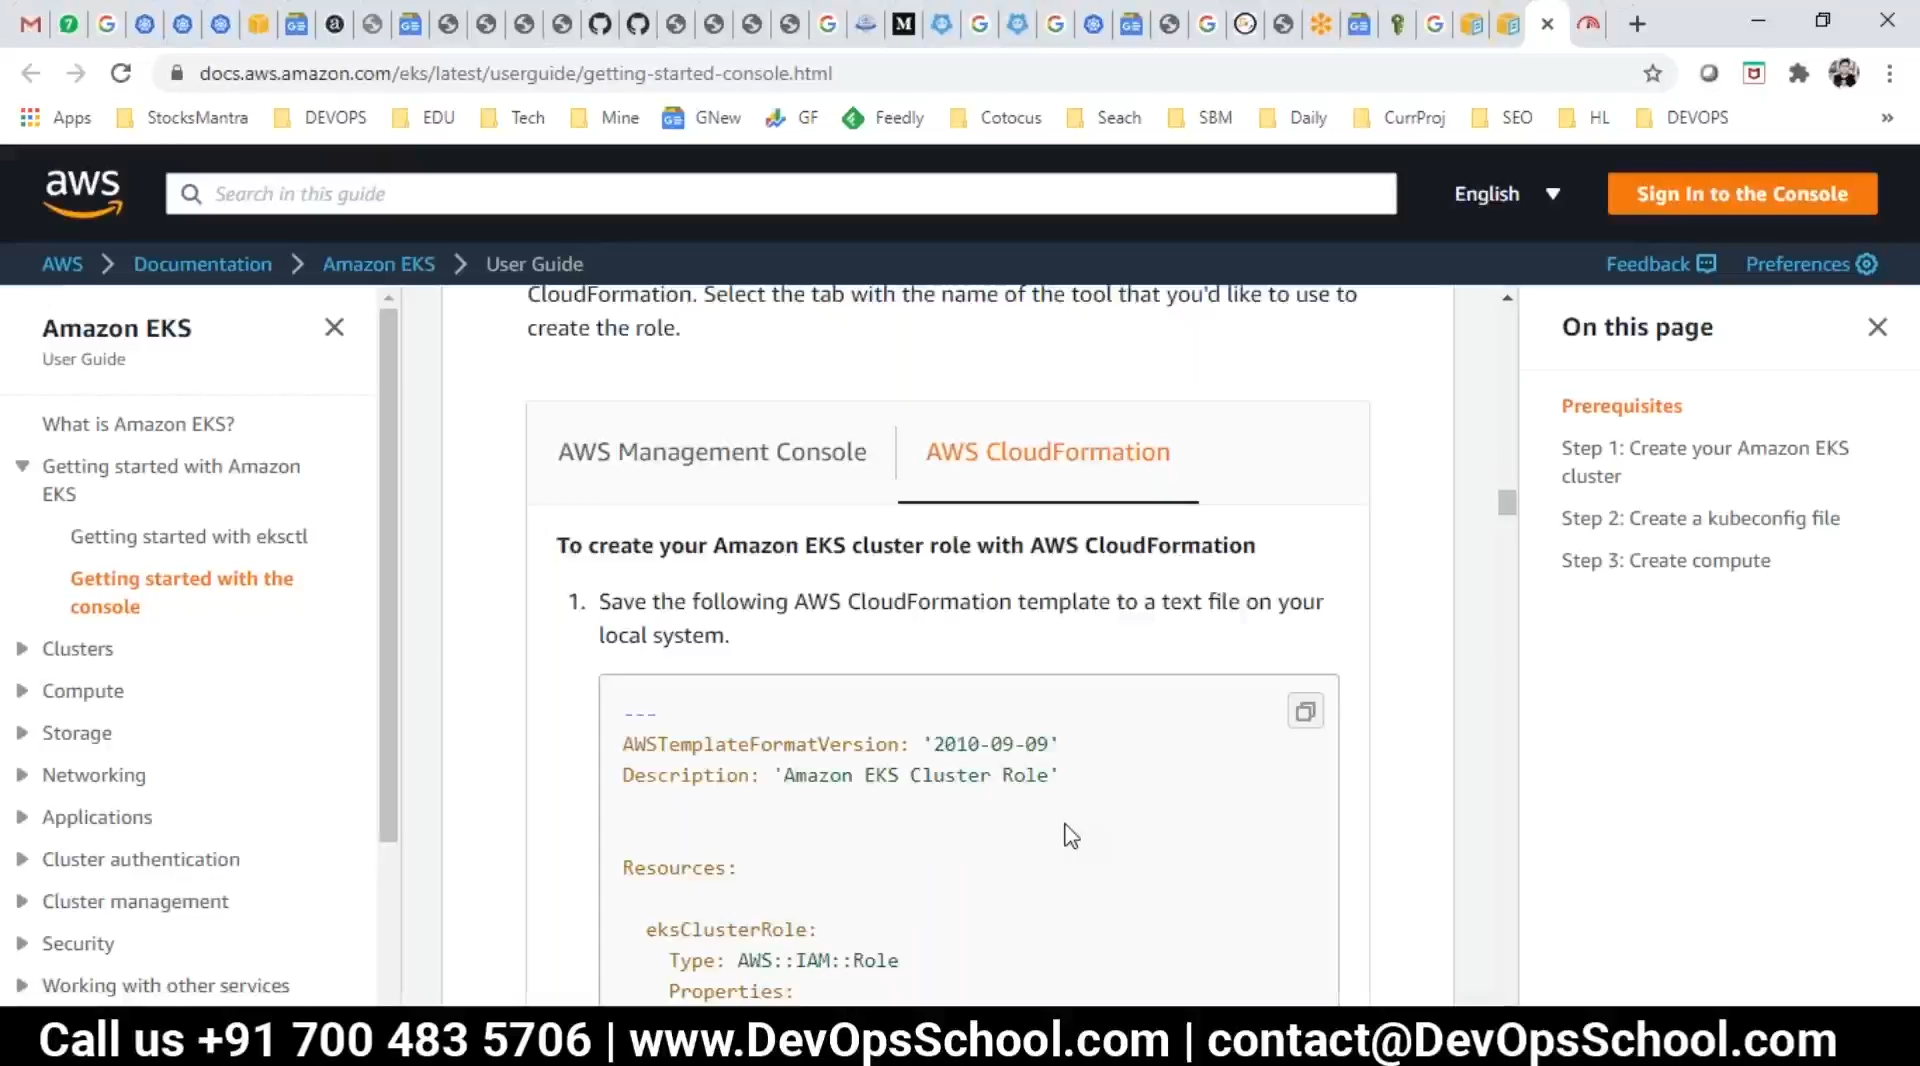 docs.aws.amazon.com/eks/latest/userguide/getting-started-console.html
Apps StocksMantra DEVOPS EDU Tech Mine GNew GF Feedly Cotocus Seach SBM Daily CurrProj SEO HL DEVOPS »
aws Search in this guide English Sign In to the Console
AWS Documentation Amazon EKS User Guide Feedback Preferences
Amazon EKS
User Guide
What is Amazon EKS?
Getting started with Amazon
EKS
Getting started with eksctl
Getting started with the
console
Clusters
Compute
Storage
Networking
Applications
Cluster authentication
Cluster management
Security
Working with other services
CloudFormation. Select the tab with the name of the tool that you'd like to use to
create the role.
AWS Management Console AWS CloudFormation
To create your Amazon EKS cluster role with AWS CloudFormation
1. Save the following AWS CloudFormation template to a text file on your
local system.
---
AWSTemplateFormatVersion: '2010-09-09'
Description: 'Amazon EKS Cluster Role'
Resources:
eksClusterRole:
Type: AWS::IAM::Role
Properties:
On this page
Prerequisites
Step 1: Create your Amazon EKS
cluster
Step 2: Create a kubeconfig file
Step 3: Create compute
Call us +91 700 483 5706 | www.DevOpsSchool.com | contact@DevOpsSchool.com